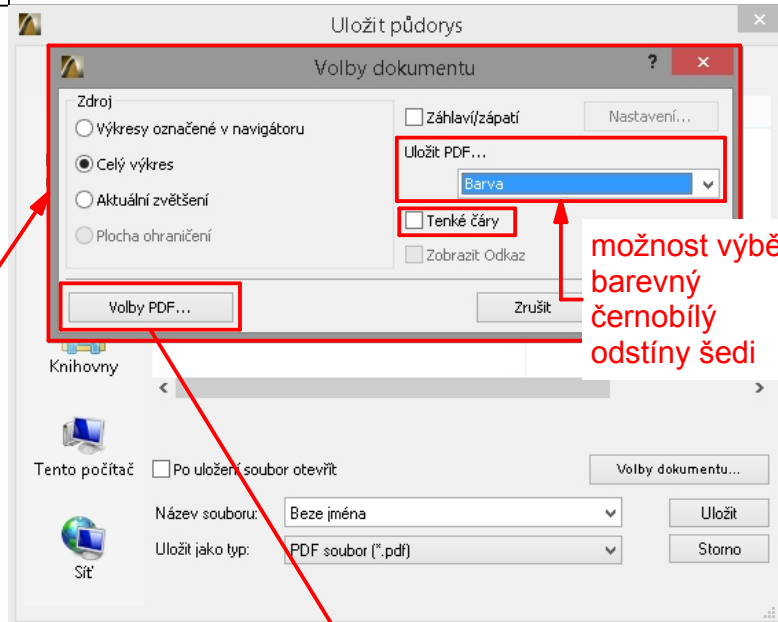 Uložit půdorys
Volby dokumentu
?
Zdroj
Výkresy označené v navigátoru
Celý výkres
Aktuální zvětšení
Plocha ohraničení
Záhlaví/zápatí
Nastavení...
Uložit PDF...
Barva
Tenké čáry
Zobrazit Odkaz
Volby PDF...
Zrušit
možnost výbě
barevný
černobílý
odstíny šedi
Knihovny
Tento počítač
Síť
Po uložení soubor otevřít
Volby dokumentu...
Název souboru:
Beze jména
Uložit
Uložit jako typ:
PDF soubor (*.pdf)
Storno